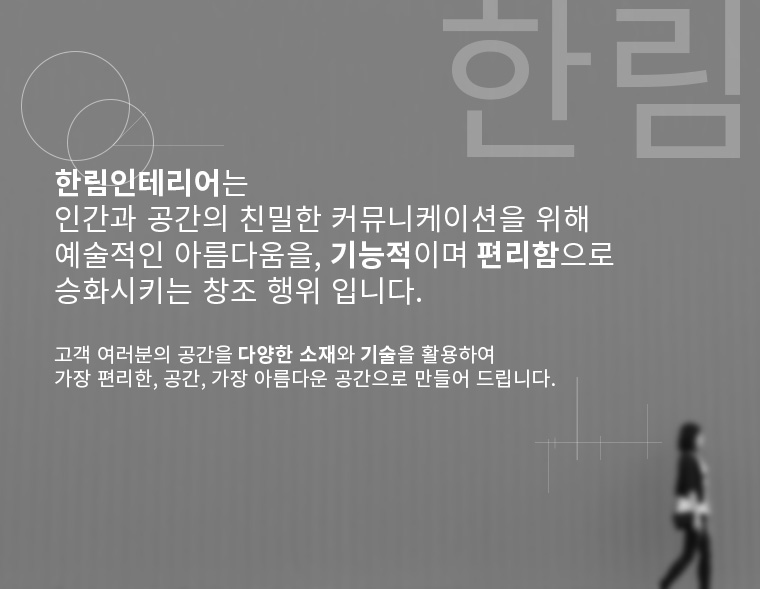 한림
한림인테리어는
인간과 공간의 친밀한 커뮤니케이션을 위해
예술적인 아름다움을, 기능적이며 편리함으로
승화시키는 창조 행위 입니다.
고객 여러분의 공간을 다양한 소재와 기술을 활용하여
가장 편리한, 공간, 가장 아름다운 공간으로 만들어 드립니다.